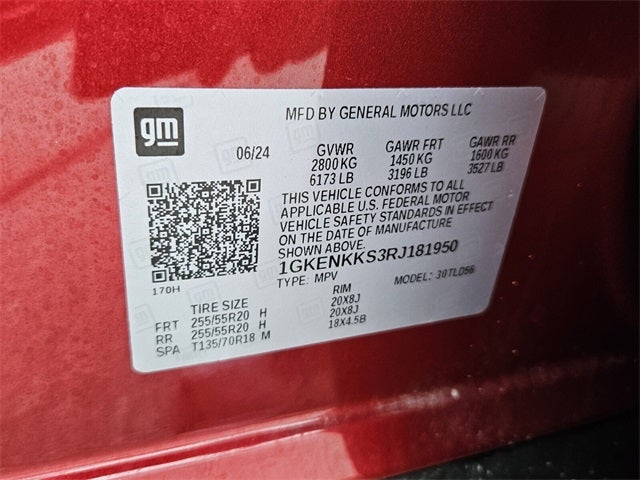 gm
MFD BY GENERAL MOTORS LLC
06/24 GVWR GAWR FRT GAWR RR
2800 KG 1450 KG 1600 KG
6173 LB 3196 LB 3527 LB
THIS VEHICLE CONFORMS TO ALL
APPLICABLE U.S. FEDERAL MOTOR
VEHICLE SAFETY STANDARDS IN EFFECT
ON THE DATE OF MANUFACTURE
SHOWN ABOVE.
1GKENKKS3RJ181950
TYPE: MPV MODEL: 30TLD56
170H
TIRE SIZE RIM
FRT 255/55R20 H 20X8J
RR 255/55R20 H 20X8J
SPA T135/70R18 M 18X4.5B